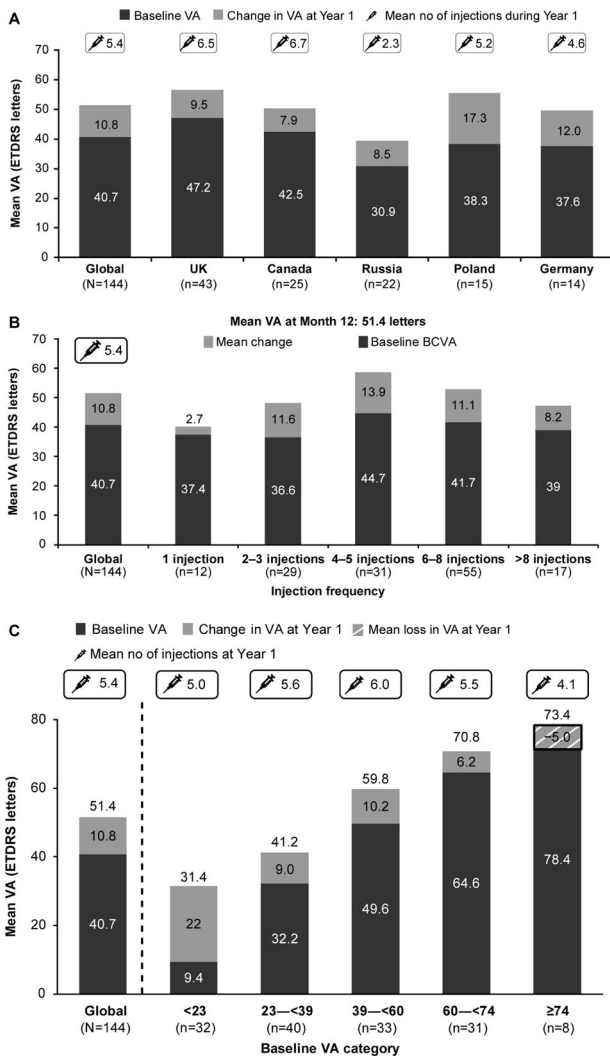 A
Baseline VA Change in VA at Year 1 Mean no of injections during Year 1
5.4 6.5 6.7 2.3 5.2 4.6
Mean VA (ETDRS letters)
70
60
50
40
30
20
10
0
10.8 9.5 7.9 8.5 17.3 12.0
40.7 47.2 42.5 30.9 38.3 37.6
Global UK Canada Russia Poland Germany
(N=144) (n=43) (n=25) (n=22) (n=15) (n=14)
B
Mean VA at Month 12: 51.4 letters
5.4
Mean change Baseline BCVA
Mean VA (ETDRS letters)
70
60
50
40
30
20
10
0
10.8 2.7 11.6 13.9 11.1 8.2
40.7 37.4 36.6 44.7 41.7 39
Global 1 injection 2–3 injections 4–5 injections 6–8 injections >8 injections
(N=144) (n=12) (n=29) (n=31) (n=55) (n=17)
Injection frequency
C
Baseline VA Change in VA at Year 1 Mean loss in VA at Year 1
Mean no of injections at Year 1
5.4 5.0 5.6 6.0 5.5 4.1
Mean VA (ETDRS letters)
80
60
40
20
0
51.4 31.4 41.2 59.8 70.8 73.4
10.8 22 9.0 10.2 6.2 –5.0
40.7 9.4 32.2 49.6 64.6 78.4
Global <23 23—<39 39—<60 60—<74 ≥74
(N=144) (n=32) (n=40) (n=33) (n=31) (n=8)
Baseline VA category